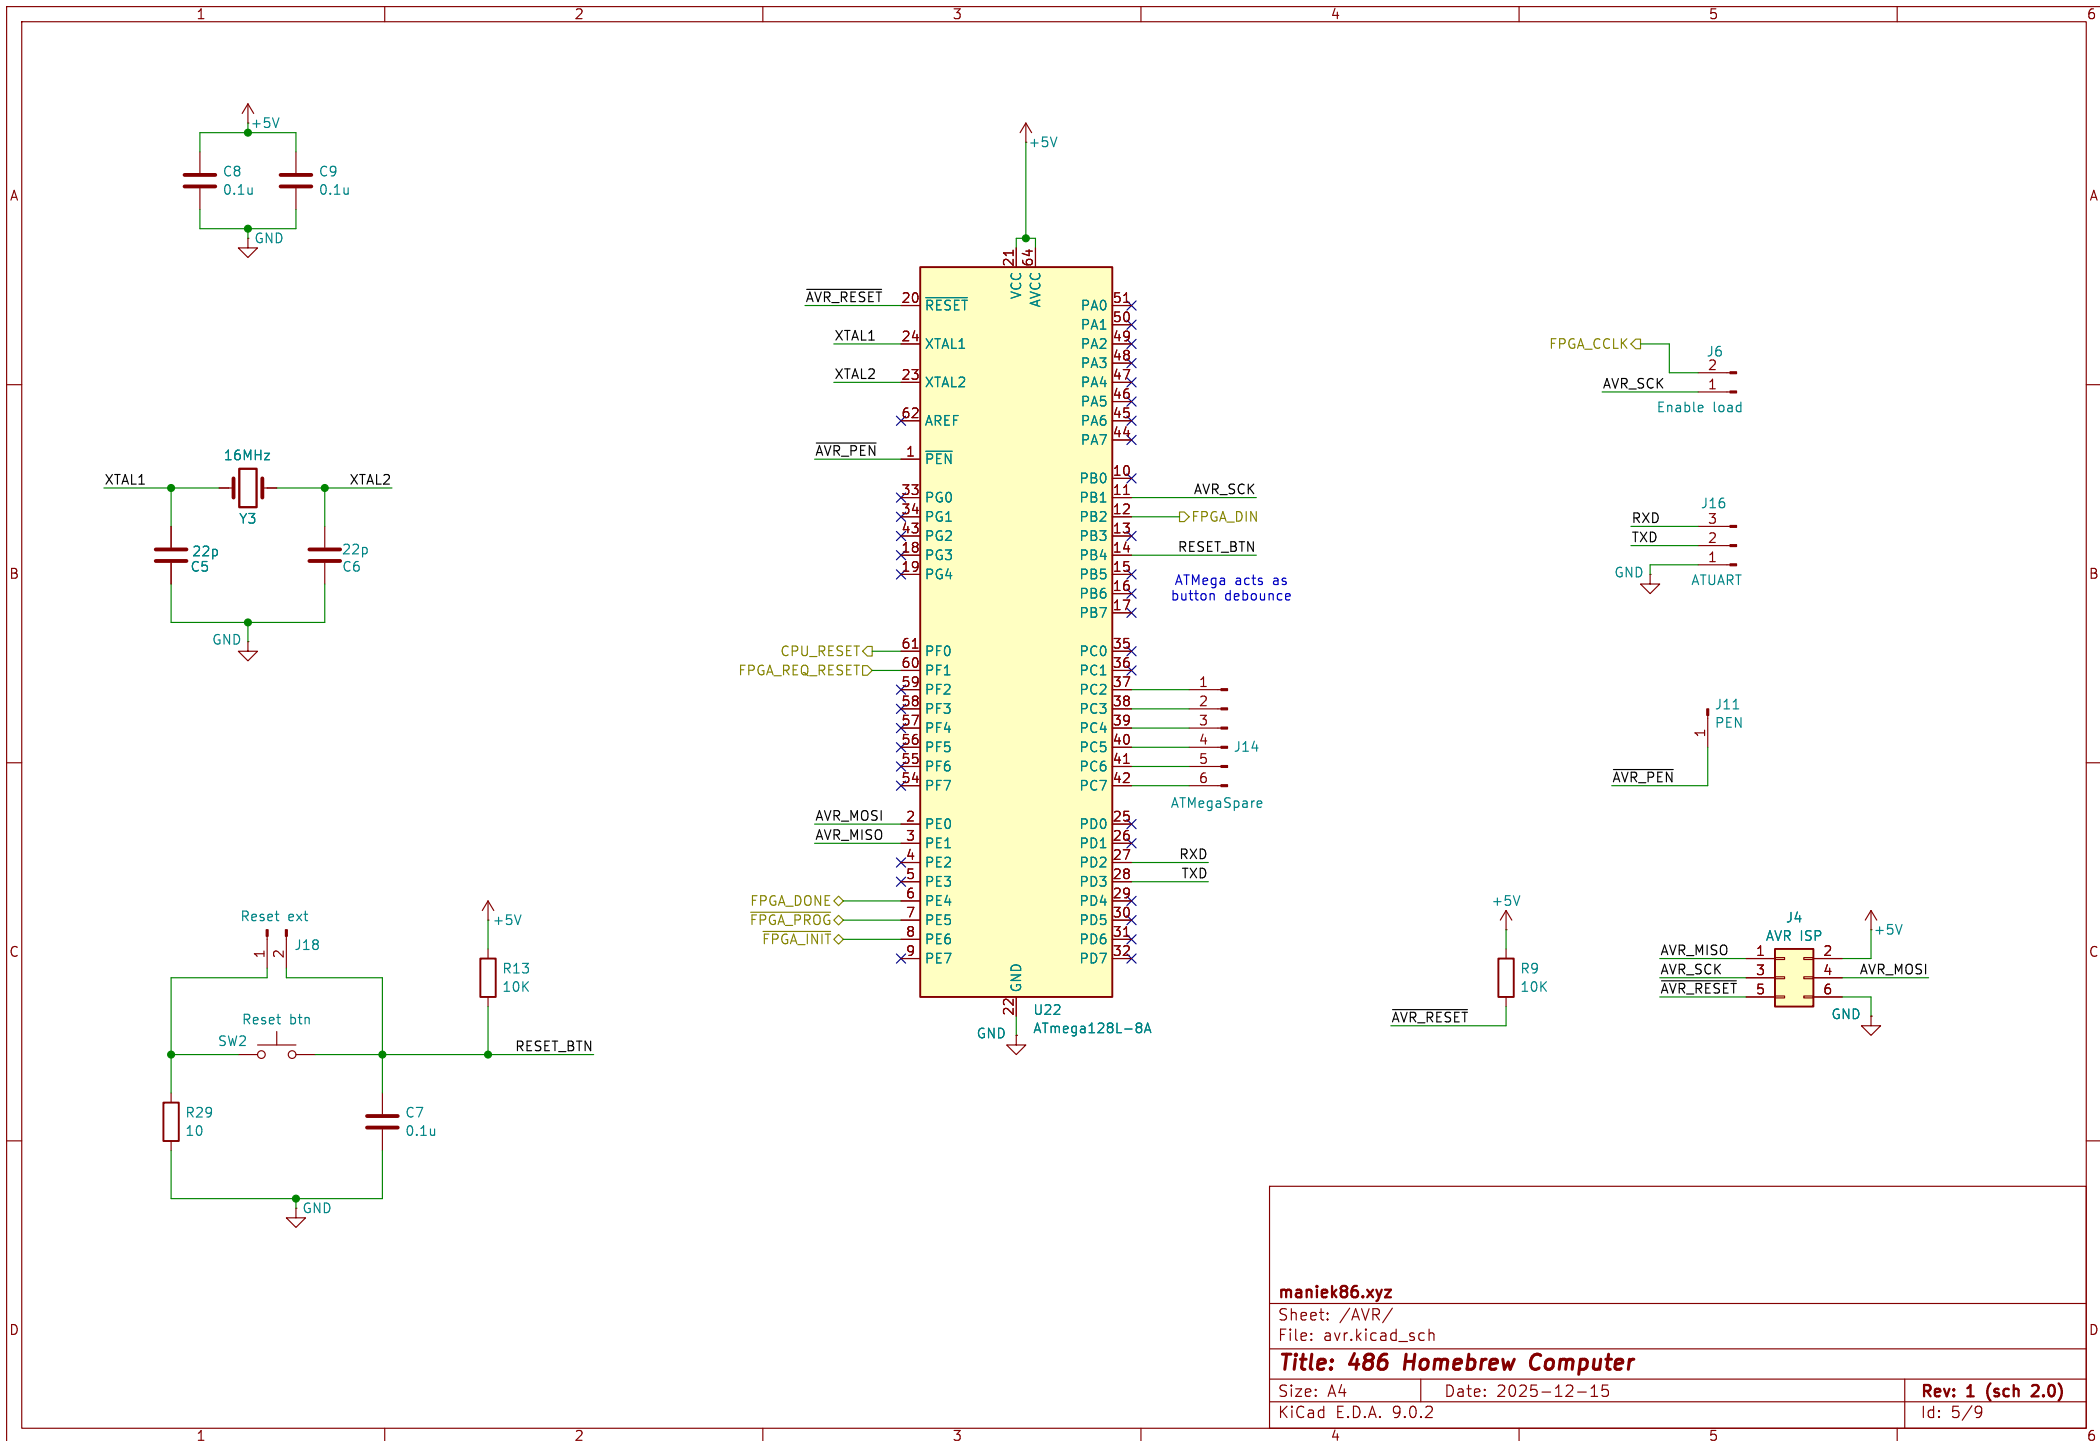 1 2 3 4 5 6
A A
B B
C C
D D
1 2 3 4 5 6
+5V
C8
0.1u
C9
0.1u
GND
16MHz
XTAL1
XTAL2
Y3
22p
C5
22p
C6
GND
Reset ext
1
2
J18
+5V
R13
10K
Reset btn
SW2
RESET_BTN
R29
10
C7
0.1u
GND
+5V
21 64
VCC AVCC
AVR_RESET 20 RESET
XTAL1 24 XTAL1
XTAL2 23 XTAL2
62 AREF
AVR_PEN 1 PEN
33 PG0
34 PG1
43 PG2
18 PG3
19 PG4
CPU_RESET 61 PF0
FPGA_REQ_RESET 60 PF1
59 PF2
58 PF3
57 PF4
56 PF5
55 PF6
54 PF7
AVR_MOSI 2 PE0
AVR_MISO 3 PE1
4 PE2
5 PE3
FPGA_DONE 6 PE4
FPGA_PROG 7 PE5
FPGA_INIT 8 PE6
9 PE7
PA0 51
PA1 50
PA2 49
PA3 48
PA4 47
PA5 46
PA6 45
PA7 44
PB0 10
PB1 11 AVR_SCK
PB2 12 FPGA_DIN
PB3 13
PB4 14 RESET_BTN
PB5 15
PB6 16
PB7 17
ATMega acts as
button debounce
PC0 35
PC1 36
PC2 37 1
PC3 38 2
PC4 39 3
PC5 40 4 J14
PC6 41 5
PC7 42 6
ATMegaSpare
PD0 25
PD1 26
PD2 27 RXD
PD3 28 TXD
PD4 29
PD5 30
PD6 31
PD7 32
GND
22
GND
U22
ATmega128L-8A
FPGA_CCLK
J6
2
AVR_SCK 1
Enable load
J16
RXD 3
TXD 2
1
GND
ATUART
J11
PEN
1
AVR_PEN
+5V
R9
10K
AVR_RESET
J4
AVR ISP
+5V
AVR_MISO 1 2
AVR_SCK 3 4 AVR_MOSI
AVR_RESET 5 6
GND
maniek86.xyz
Sheet: /AVR/
File: avr.kicad_sch
Title: 486 Homebrew Computer
Size: A4 Date: 2025-12-15 Rev: 1 (sch 2.0)
KiCad E.D.A. 9.0.2 Id: 5/9